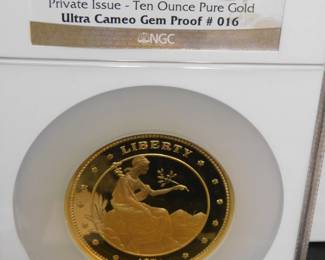 Private Issue - Ten Ounce Pure Gold
Ultra Cameo Gem Proof # 016
NGC
LIBERTY